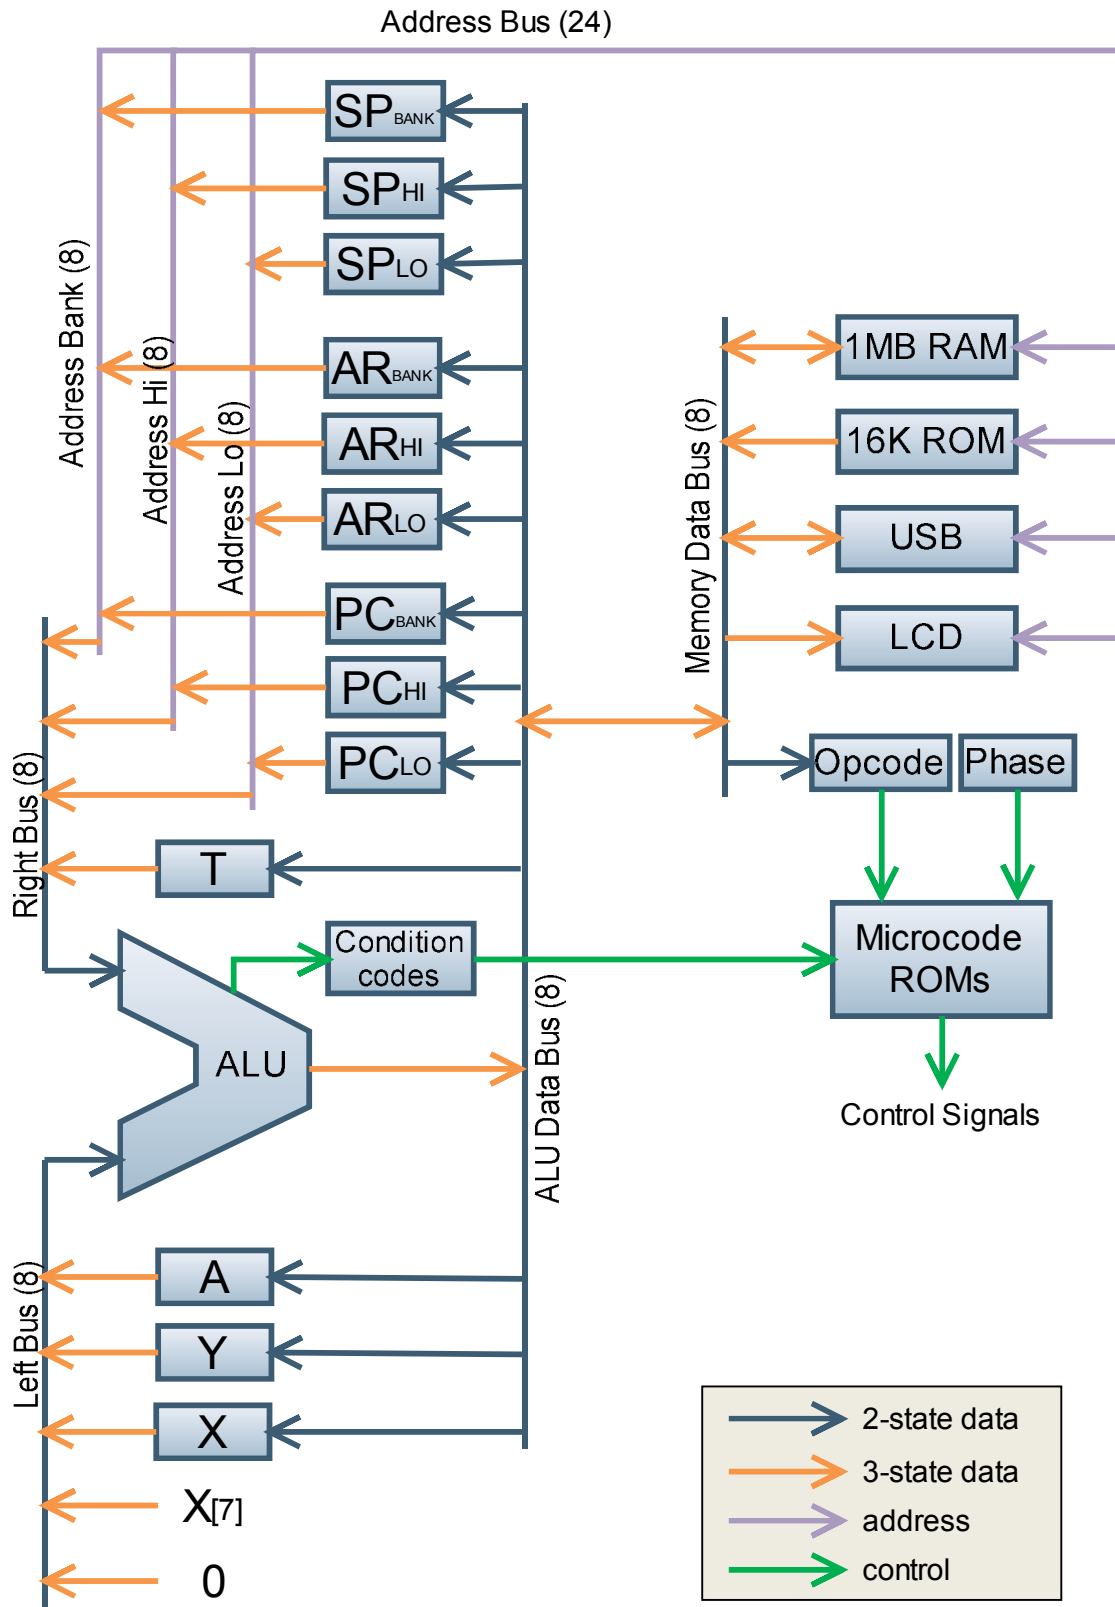 Address Bus (24)
SPBANK
SPHI
SPLO
Address Bank (8)
Address Hi (8)
Address Lo (8)
ARBANK
ARHI
ARLO
PCBANK
PCHI
PCLO
Memory Data Bus (8)
1MB RAM
16K ROM
USB
LCD
Opcode
Phase
Right Bus (8)
T
Condition
codes
Microcode
ROMs
ALU
ALU Data Bus (8)
Control Signals
Left Bus (8)
A
Y
X
X[7]
0
2-state data
3-state data
address
control